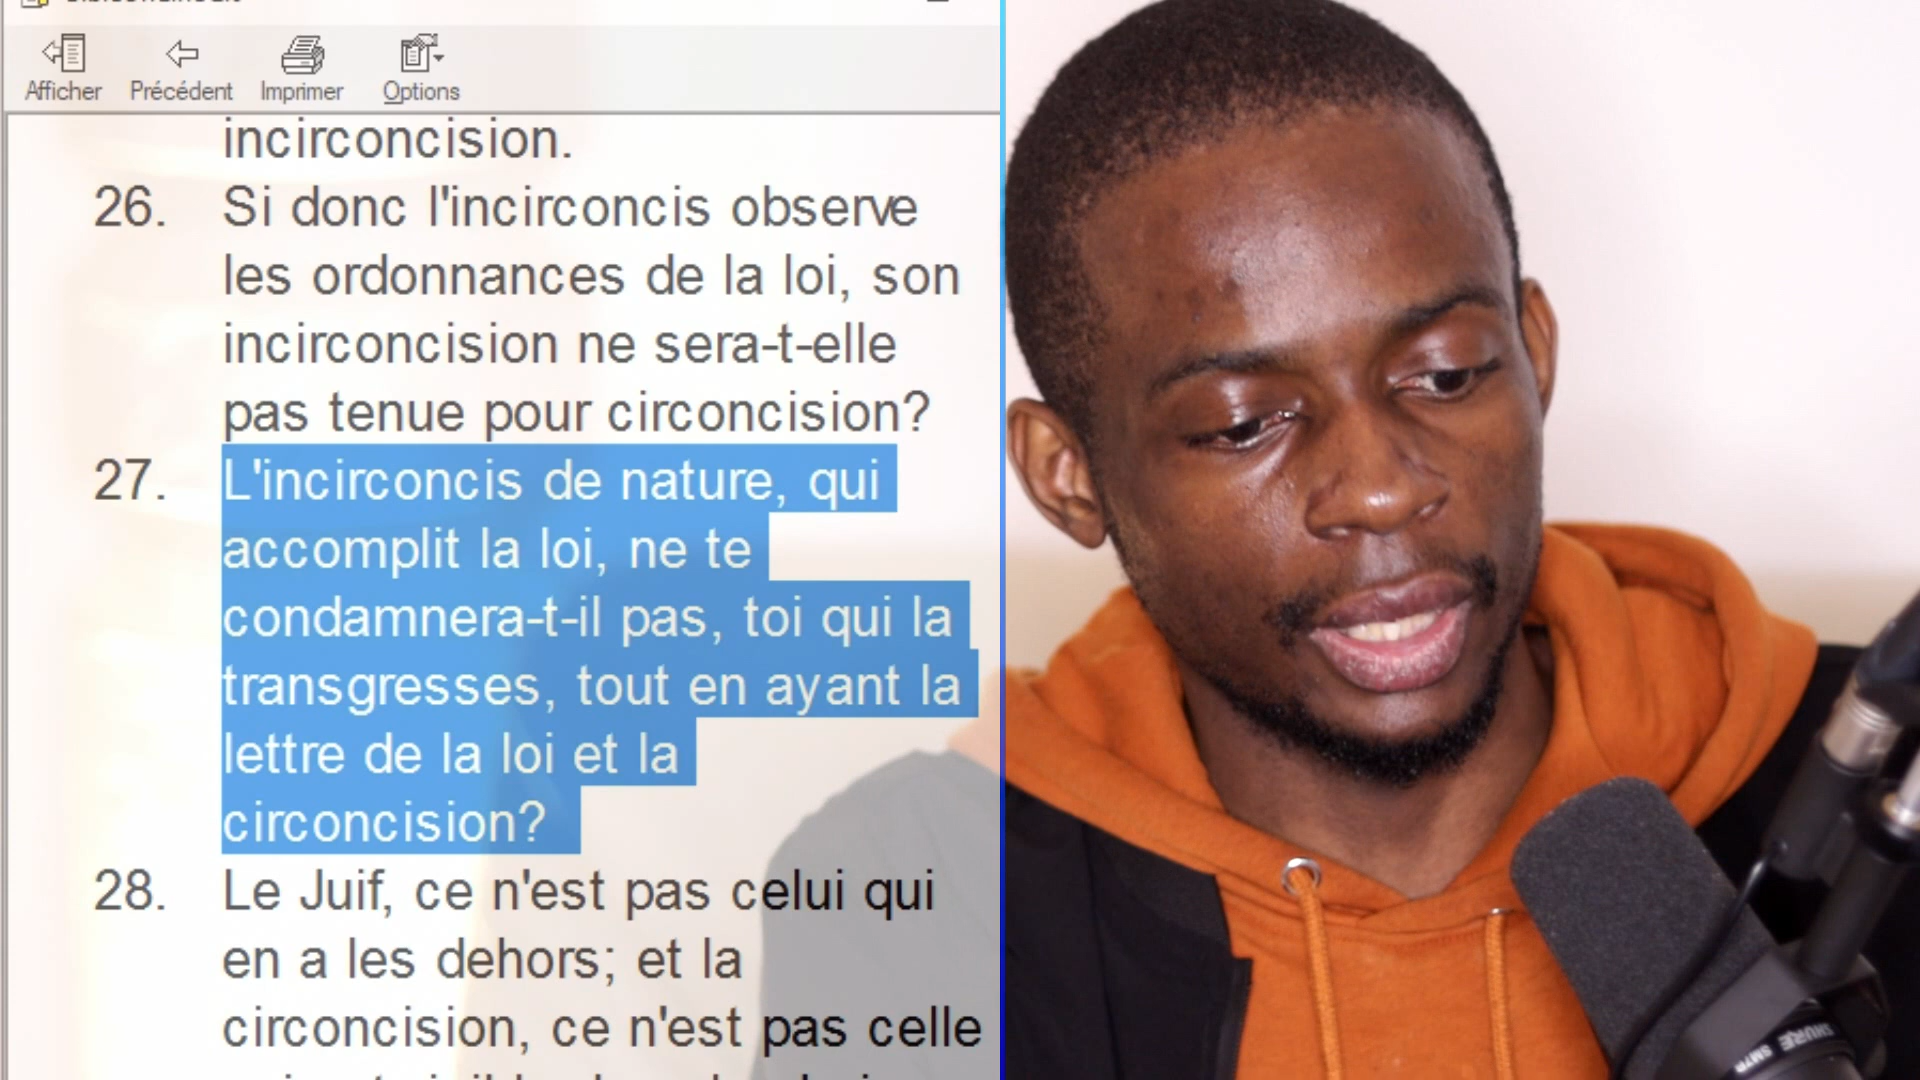 Afficher Précédent Imprimer Options
incirconcision.
26. Si donc l'incirconcis observe
les ordonnances de la loi, son
incirconcision ne sera-t-elle
pas tenue pour circoncision?
27. L'incirconcis de nature, qui
accomplit la loi, ne te
condamnera-t-il pas, toi qui la
transgresses, tout en ayant la
lettre de la loi et la
circoncision?
28. Le Juif, ce n'est pas celui qui
en a les dehors; et la
circoncision, ce n'est pas celle
SHURE SM7B